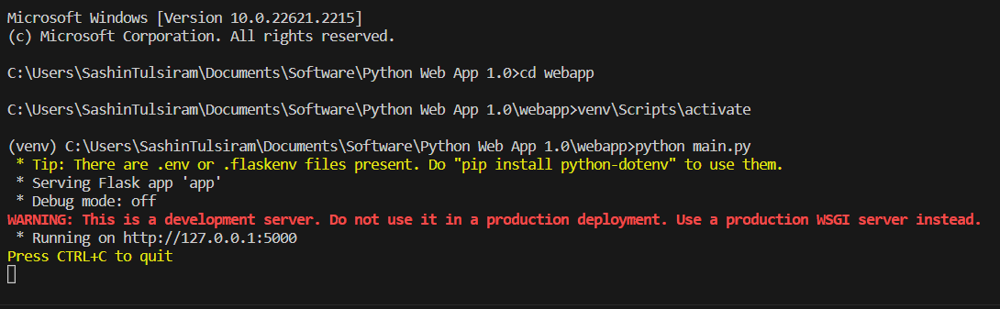 Microsoft Windows [Version 10.0.22621.2215]
(c) Microsoft Corporation. All rights reserved.
C:\Users\SashinTulsiram\Documents\Software\Python Web App 1.0>cd webapp
C:\Users\SashinTulsiram\Documents\Software\Python Web App 1.0\webapp>venv\Scripts\activate
(venv) C:\Users\SashinTulsiram\Documents\Software\Python Web App 1.0\webapp>python main.py
 * Tip: There are .env or .flaskenv files present. Do "pip install python-dotenv" to use them.
 * Serving Flask app 'app'
 * Debug mode: off
WARNING: This is a development server. Do not use it in a production deployment. Use a production WSGI server instead.
 * Running on http://127.0.0.1:5000
Press CTRL+C to quit